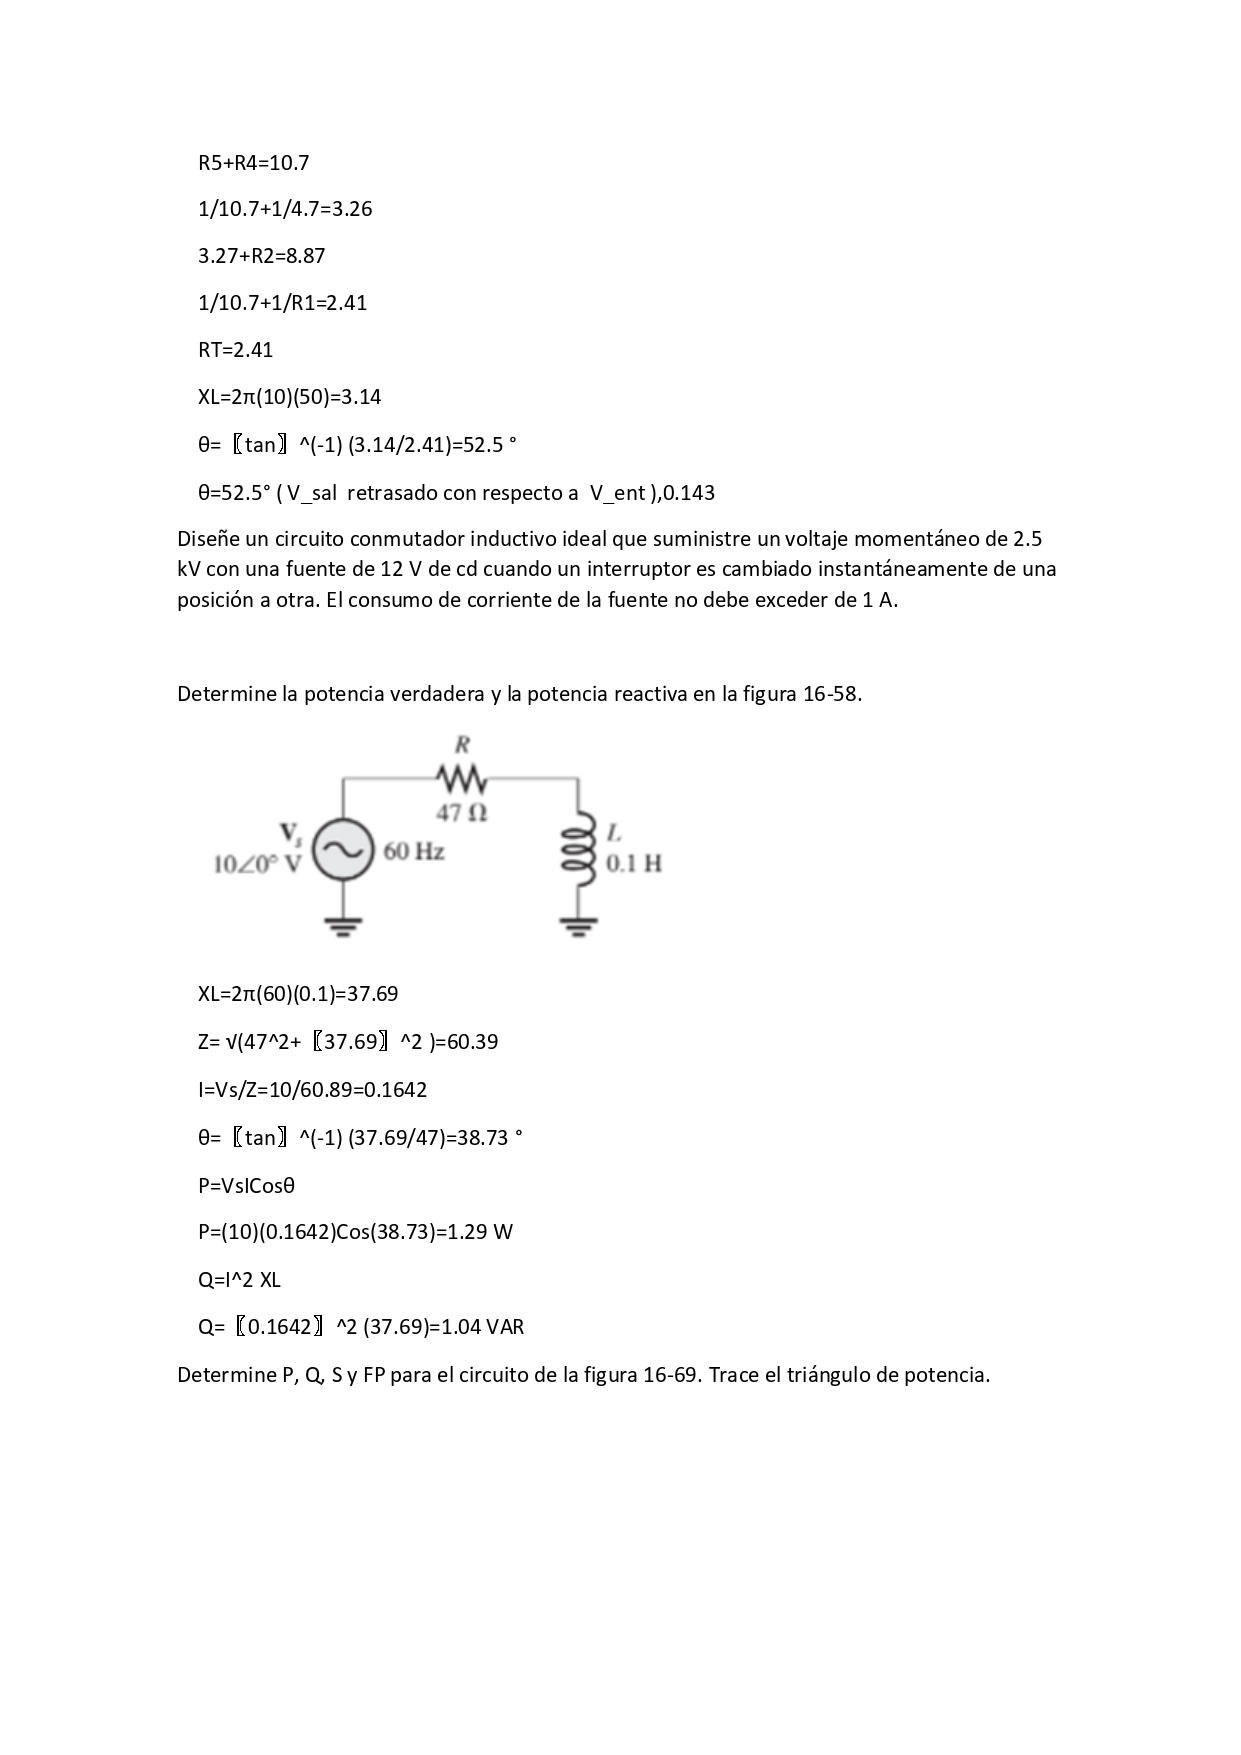 R5+R4=10.7
1/10.7+1/4.7=3.26
3.27+R2=8.87
1/10.7+1/R1=2.41
RT=2.41
XL=2π(10)(50)=3.14
θ=〖tan〗^(-1) (3.14/2.41)=52.5 °
θ=52.5° ( V_sal retrasado con respecto a V_ent ),0.143
Diseñe un circuito conmutador inductivo ideal que suministre un voltaje momentáneo de 2.5
kV con una fuente de 12 V de cd cuando un interruptor es cambiado instantáneamente de una
posición a otra. El consumo de corriente de la fuente no debe exceder de 1 A.
Determine la potencia verdadera y la potencia reactiva en la figura 16-58.
R
47 Ω
Vs
10∠0° V
60 Hz
L
0.1 H
XL=2π(60)(0.1)=37.69
Z= √(47^2+〖37.69〗^2 )=60.39
I=Vs/Z=10/60.89=0.1642
θ=〖tan〗^(-1) (37.69/47)=38.73 °
P=VsICosθ
P=(10)(0.1642)Cos(38.73)=1.29 W
Q=I^2 XL
Q=〖0.1642〗^2 (37.69)=1.04 VAR
Determine P, Q, S y FP para el circuito de la figura 16-69. Trace el triángulo de potencia.